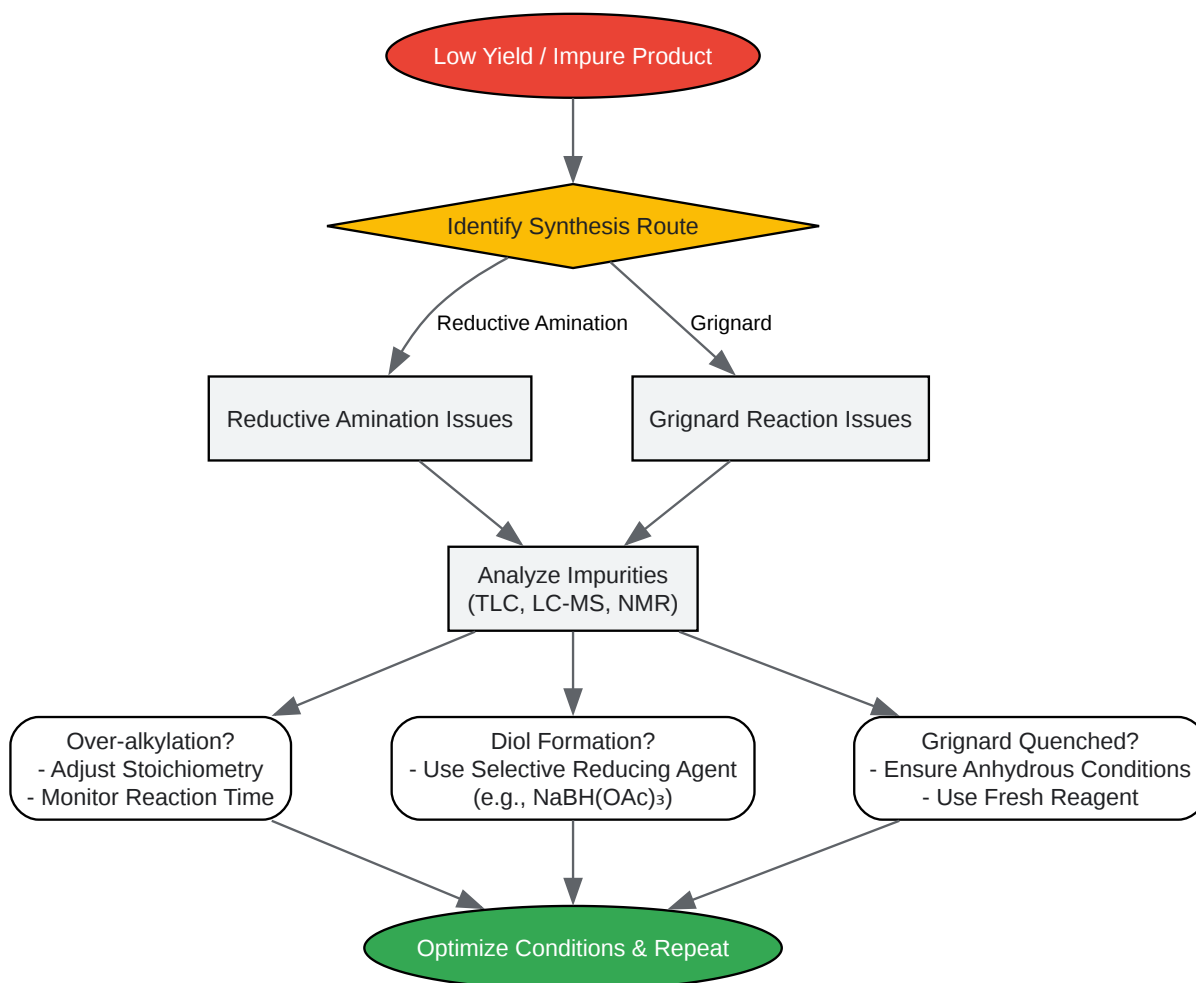 Low Yield / Impure Product
Identify Synthesis Route
Reductive Amination
Grignard
Reductive Amination Issues
Grignard Reaction Issues
Analyze Impurities
(TLC, LC-MS, NMR)
Over-alkylation?
- Adjust Stoichiometry
- Monitor Reaction Time
Diol Formation?
- Use Selective Reducing Agent
(e.g., NaBH(OAc)₃)
Grignard Quenched?
- Ensure Anhydrous Conditions
- Use Fresh Reagent
Optimize Conditions & Repeat